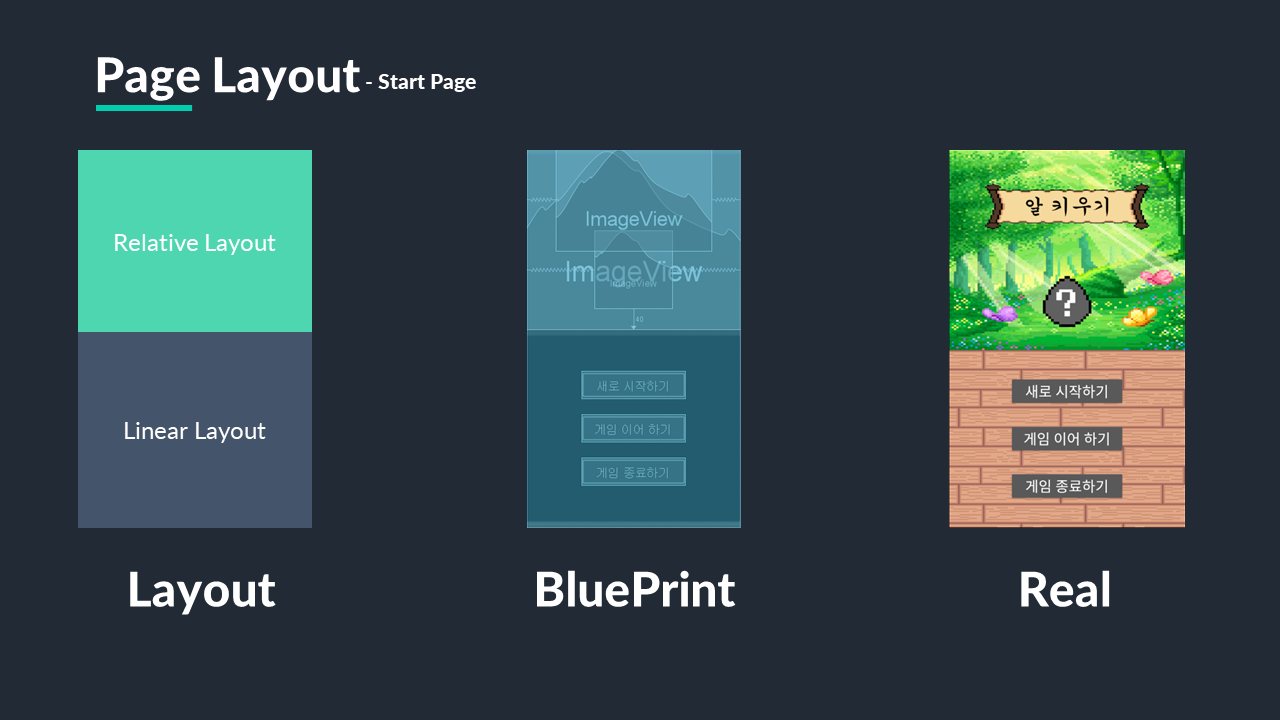 Page Layout - Start Page
Relative Layout
Linear Layout
Layout
ImageView
ImageView
ImageView
40
새로 시작하기
게임 이어 하기
게임 종료하기
BluePrint
알 키우기
?
새로 시작하기
게임 이어 하기
게임 종료하기
Real